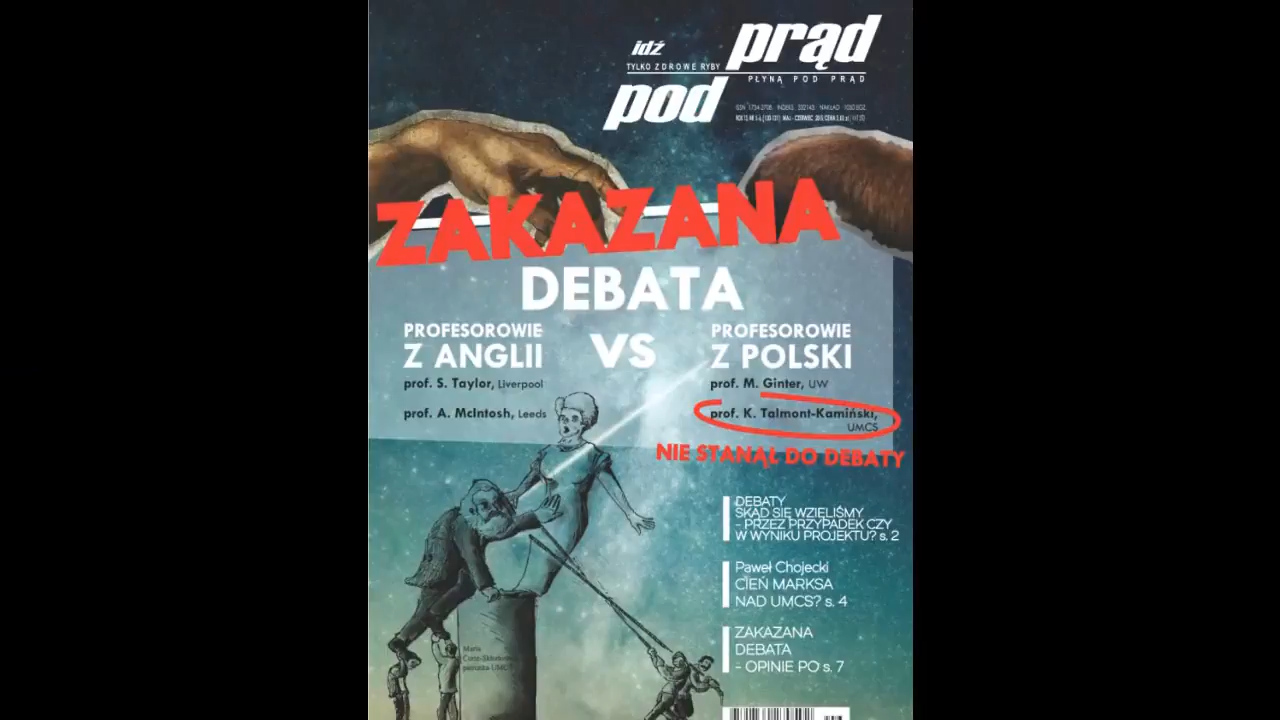 idź
prąd
TYLKO ZDROWE RYBY
PŁYNĄ POD PRĄD
pod
ZAKAZANA
DEBATA
PROFESOROWIE
Z ANGLII
VS
PROFESOROWIE
Z POLSKI
prof. S. Taylor, Liverpool
prof. M. Ginter, UW
prof. A. McIntosh, Leeds
prof. K. Talmont-Kamiński,
UMCS
NIE STANĄŁ DO DEBATY
DEBATY
SKĄD SIĘ WZIĘLIŚMY
- PRZEZ PRZYPADEK CZY
W WYNIKU PROJEKTU? s. 2
Paweł Chojecki
CIEŃ MARKSA
NAD UMCS? s. 4
ZAKAZANA
DEBATA
- OPINIE PO s. 7
Maria